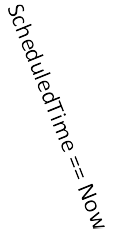 ScheduledTime == Now